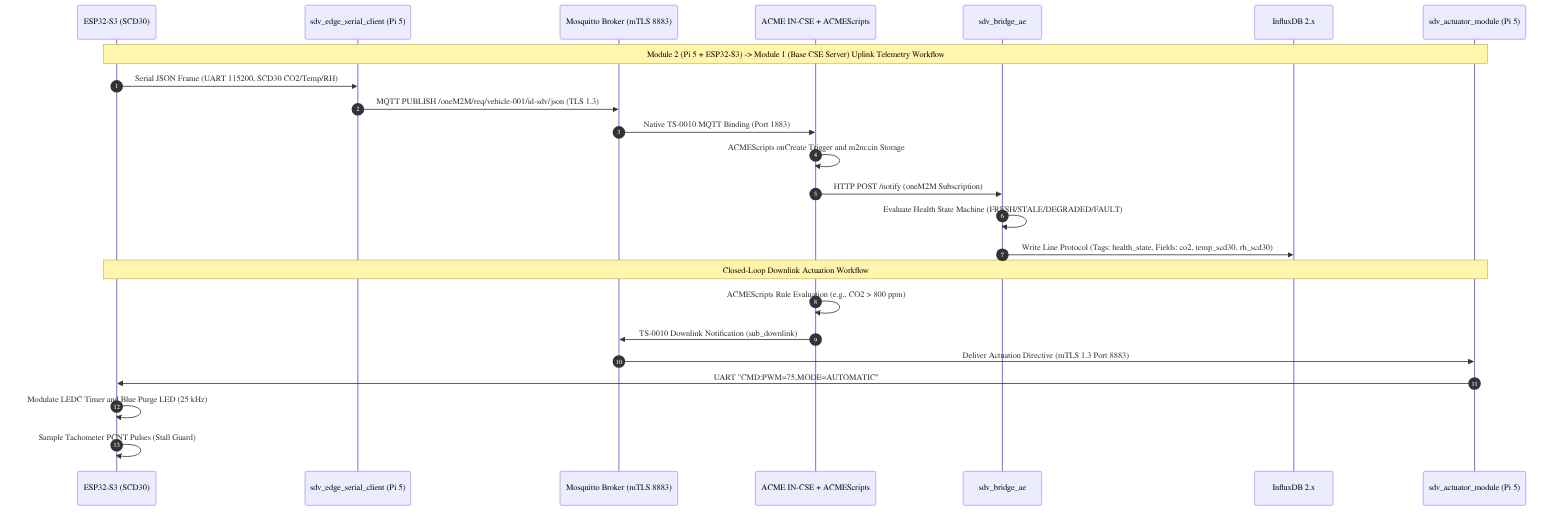 ESP32-S3 (SCD30)
sdv_edge_serial_client (Pi 5)
Mosquitto Broker (mTLS 8883)
ACME IN-CSE + ACMEScripts
sdv_bridge_ae
InfluxDB 2.x
sdv_actuator_module (Pi 5)
Module 2 (Pi 5 + ESP32-S3) -> Module 1 (Base CSE Server) Uplink Telemetry Workflow
Serial JSON Frame (UART 115200, SCD30 CO2/Temp/RH)
1
MQTT PUBLISH /oneM2M/req/vehicle-001/id-sdv/json (TLS 1.3)
2
Native TS-0010 MQTT Binding (Port 1883)
3
ACMEScripts onCreate Trigger and m2m:cin Storage
4
HTTP POST /notify (oneM2M Subscription)
5
Evaluate Health State Machine (FRESH/STALE/DEGRADED/FAULT)
6
Write Line Protocol (Tags: health_state, Fields: co2, temp_scd30, rh_scd30)
7
Closed-Loop Downlink Actuation Workflow
ACMEScripts Rule Evaluation (e.g., CO2 > 800 ppm)
8
TS-0010 Downlink Notification (sub_downlink)
9
Deliver Actuation Directive (mTLS 1.3 Port 8883)
10
UART "CMD:PWM=75,MODE=AUTOMATIC"
11
Modulate LEDC Timer and Blue Purge LED (25 kHz)
12
Sample Tachometer PCNT Pulses (Stall Guard)
13
ESP32-S3 (SCD30)
sdv_edge_serial_client (Pi 5)
Mosquitto Broker (mTLS 8883)
ACME IN-CSE + ACMEScripts
sdv_bridge_ae
InfluxDB 2.x
sdv_actuator_module (Pi 5)